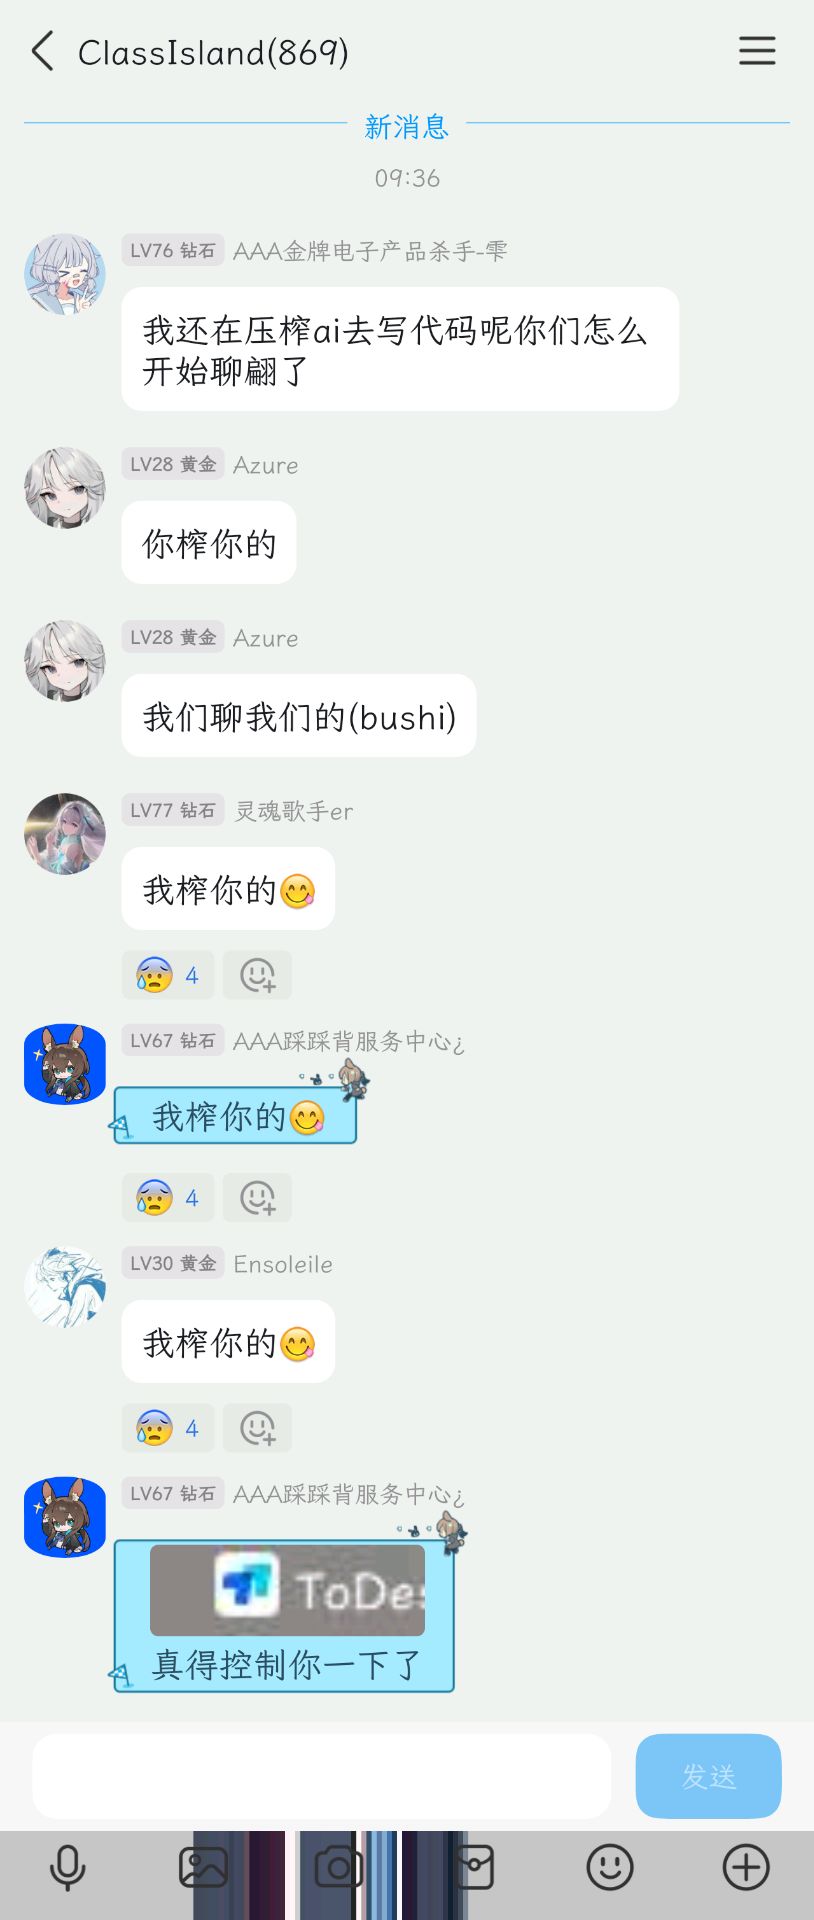 ClassIsland(869)
新消息
09:36
LV76 钻石 AAA金牌电子产品杀手-雫
我还在压榨ai去写代码呢你们怎么
开始聊翩了
LV28 黄金 Azure
你榨你的
LV28 黄金 Azure
我们聊我们的(bushi)
LV77 钻石 灵魂歌手er
我榨你的😋
😰 4
LV67 钻石 AAA踩踩背服务中心¿
我榨你的😋
😰 4
LV30 黄金 Ensoleile
我榨你的😋
😰 4
LV67 钻石 AAA踩踩背服务中心¿
ToDes
真得控制你一下了
发送